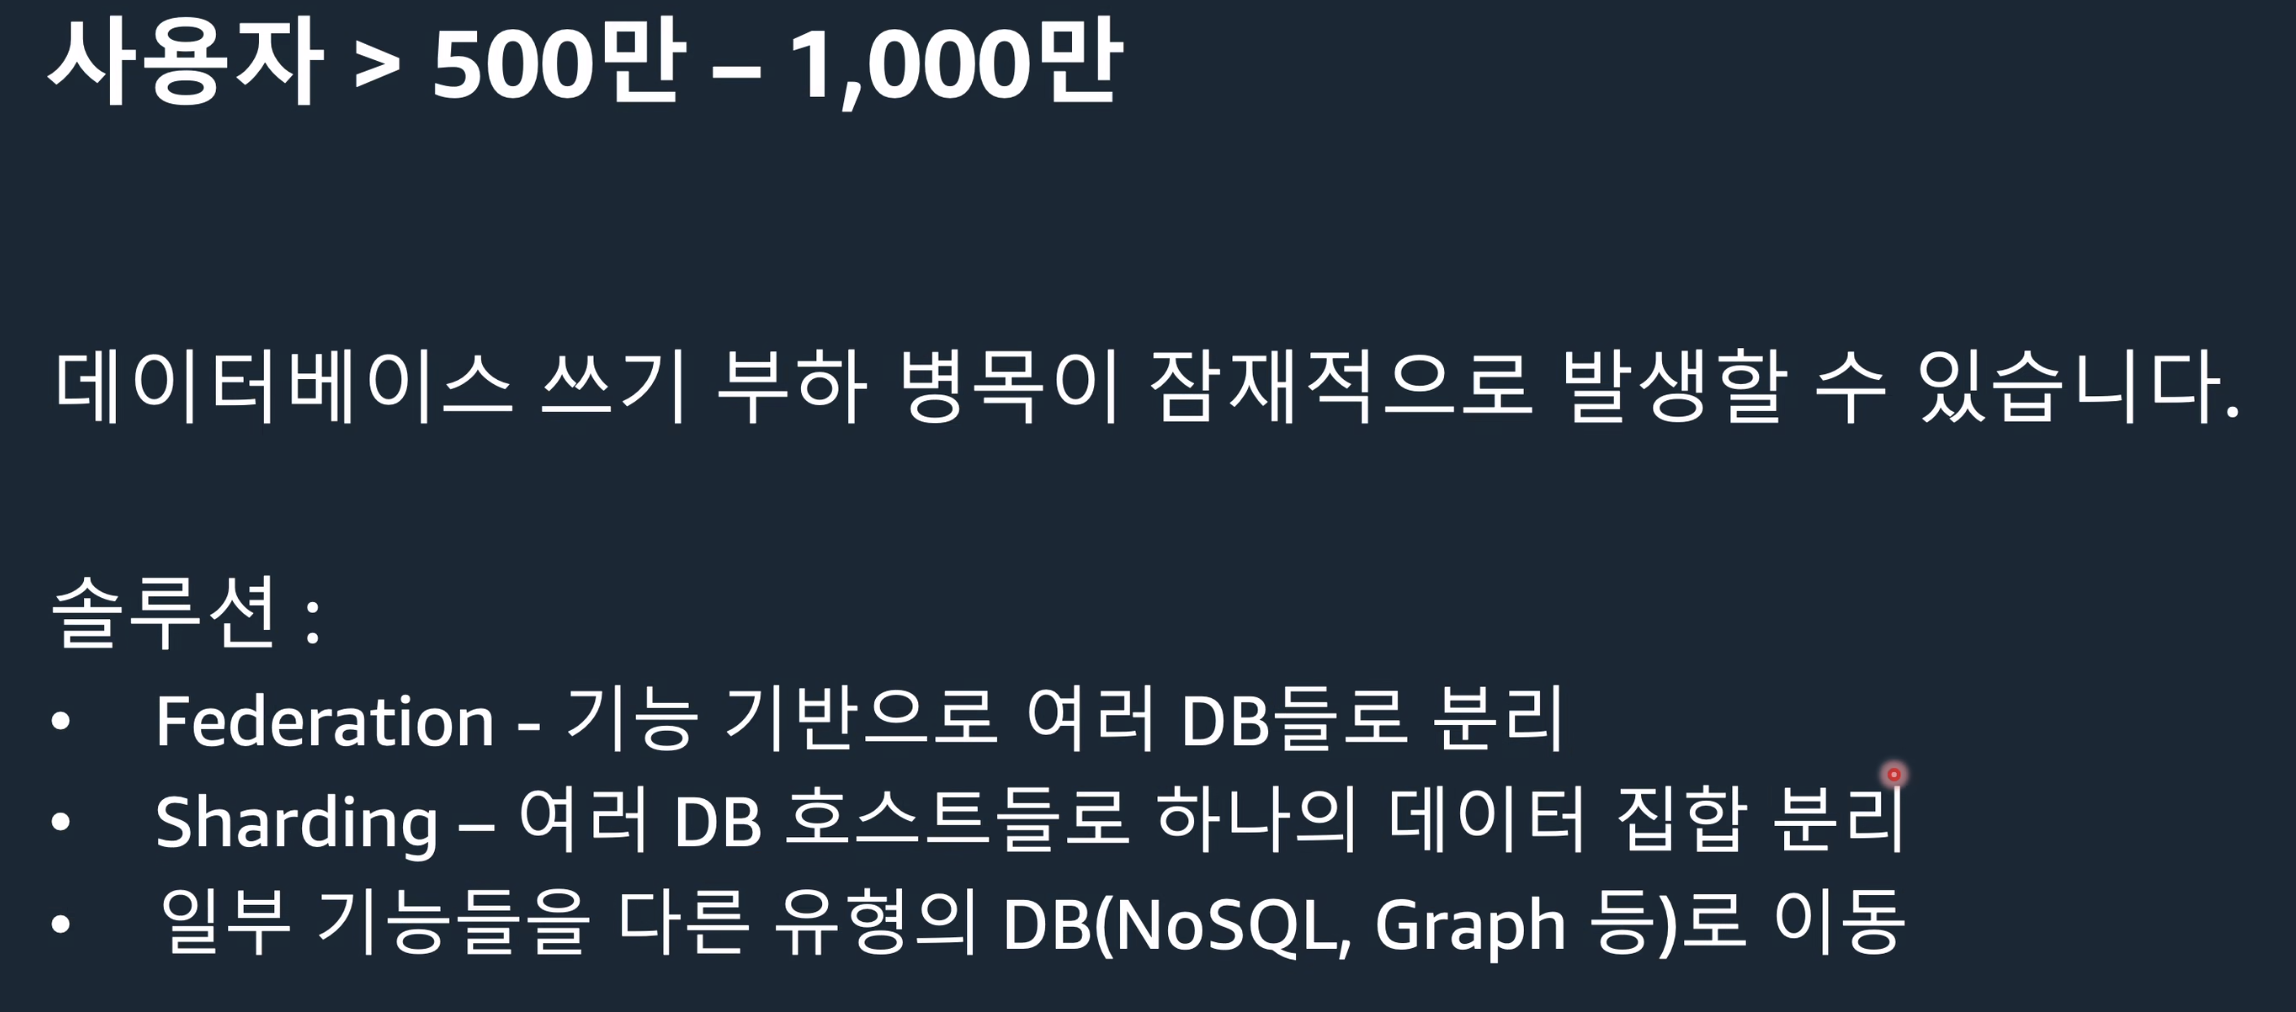 사용자 > 500만 – 1,000만
데이터베이스 쓰기 부하 병목이 잠재적으로 발생할 수 있습니다.
솔루션 :
• Federation - 기능 기반으로 여러 DB들로 분리
• Sharding – 여러 DB 호스트들로 하나의 데이터 집합 분리
• 일부 기능들을 다른 유형의 DB(NoSQL, Graph 등)로 이동